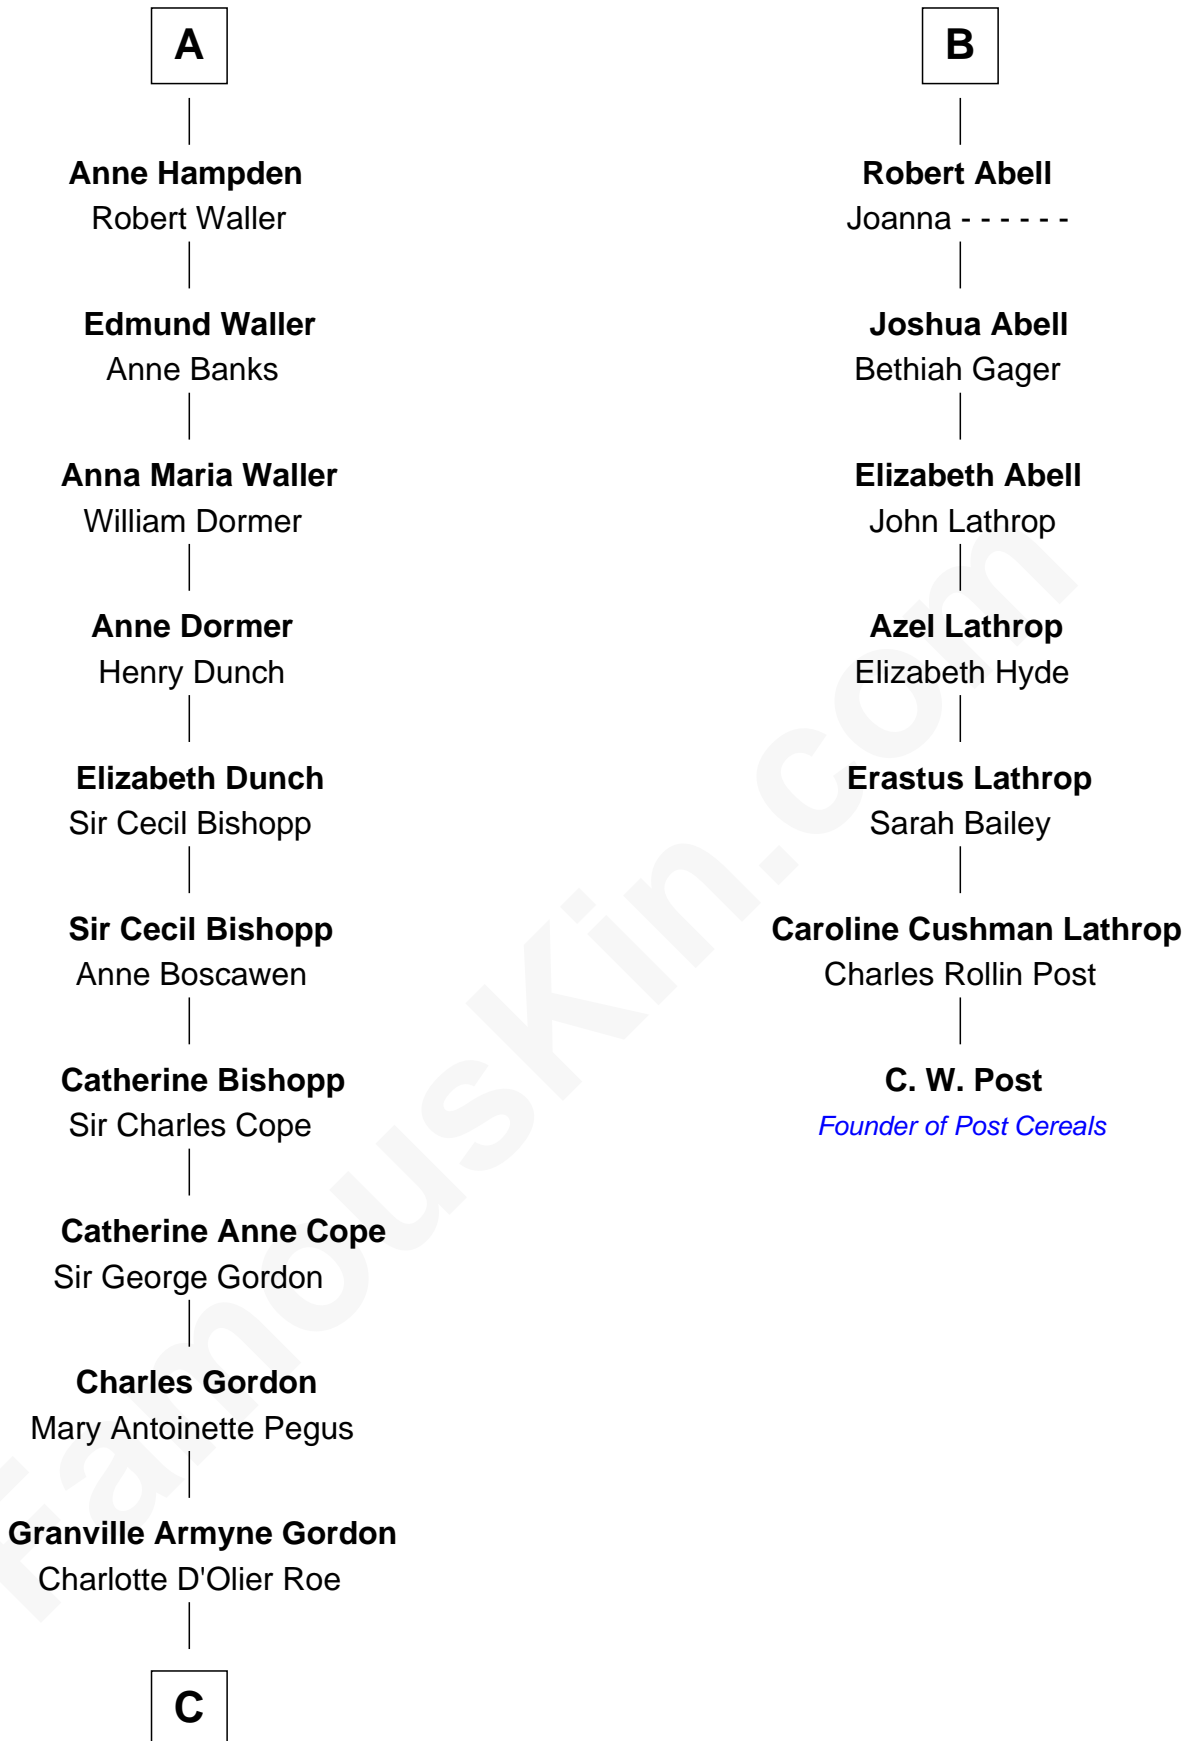 A
Anne Hampden
Robert Waller
Edmund Waller
Anne Banks
Anna Maria Waller
William Dormer
Anne Dormer
Henry Dunch
Elizabeth Dunch
Sir Cecil Bishopp
Sir Cecil Bishopp
Anne Boscawen
Catherine Bishopp
Sir Charles Cope
Catherine Anne Cope
Sir George Gordon
Charles Gordon
Mary Antoinette Pegus
Granville Armyne Gordon
Charlotte D'Olier Roe
C
B
Robert Abell
Joanna - - - - - -
Joshua Abell
Bethiah Gager
Elizabeth Abell
John Lathrop
Azel Lathrop
Elizabeth Hyde
Erastus Lathrop
Sarah Bailey
Caroline Cushman Lathrop
Charles Rollin Post
C. W. Post
Founder of Post Cereals
FamousKin.com